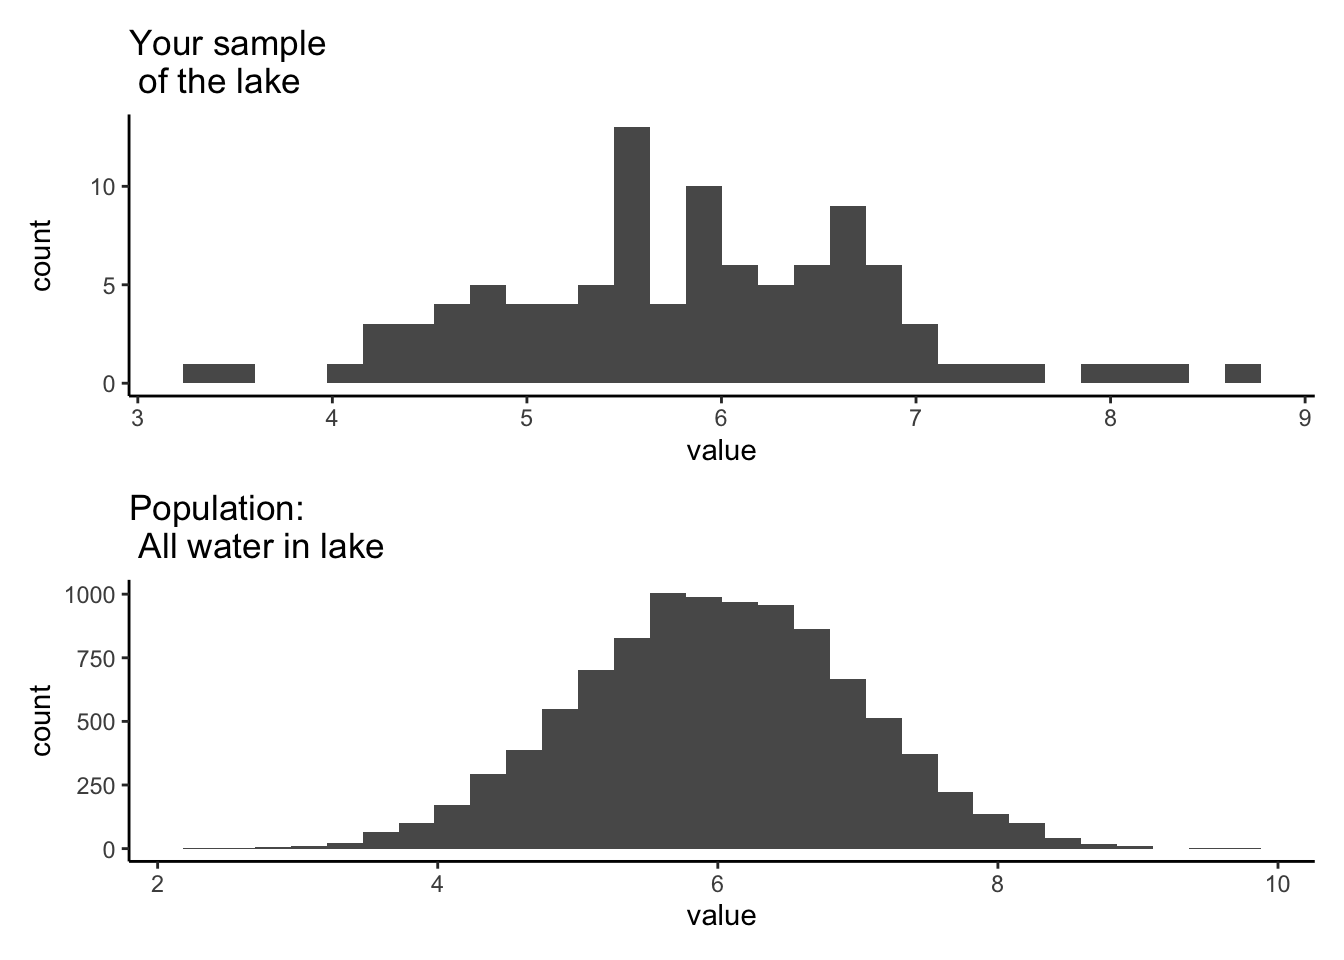 Your sample
of the lake
count
10
5
0
3 4 5 6 7 8 9
value
Population:
All water in lake
count
1000
750
500
250
0
2 4 6 8 10
value